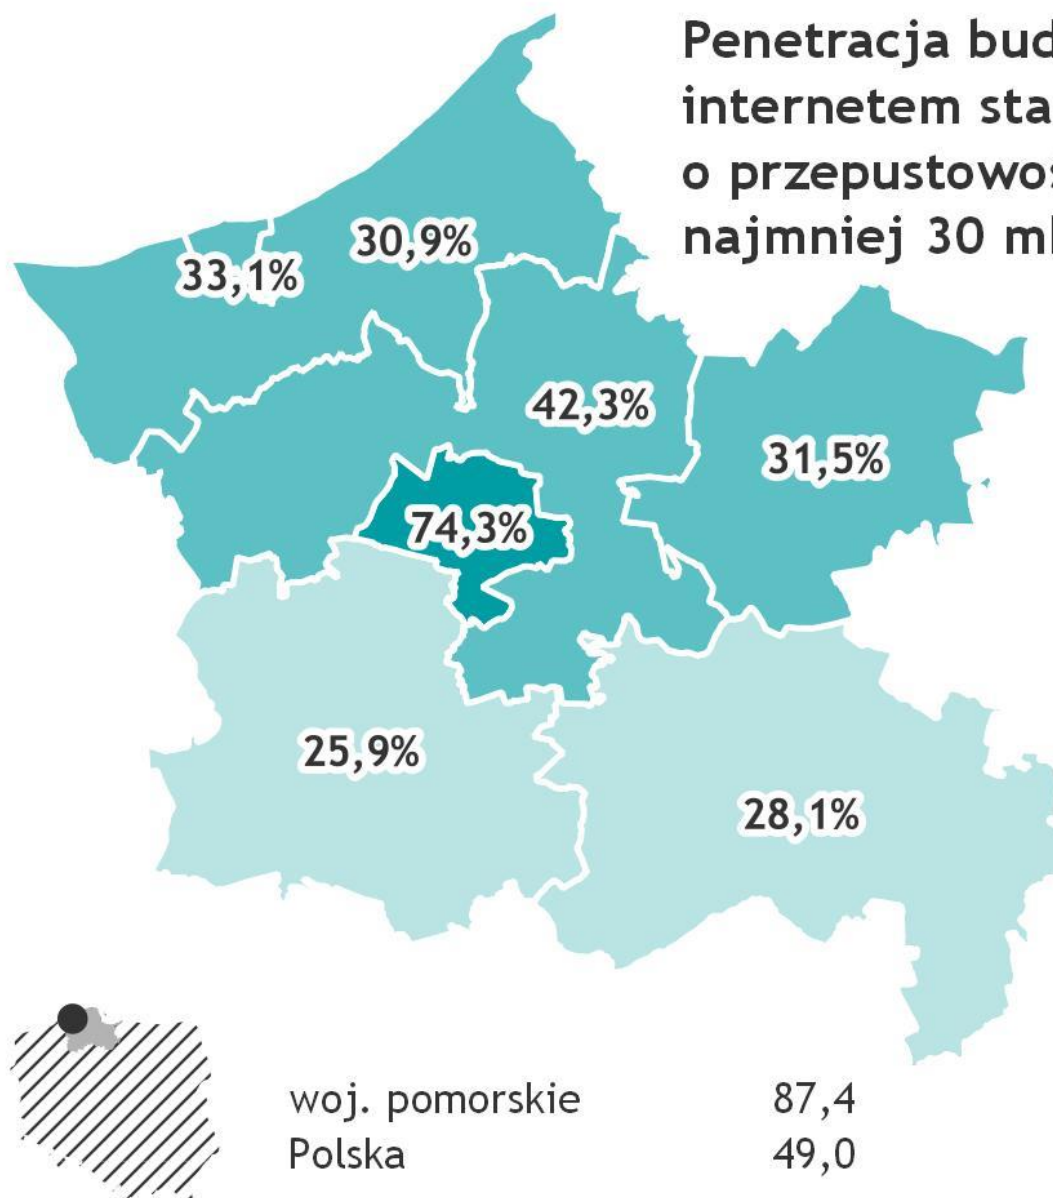 Penetracja bud
internetem sta
o przepustowoś
najmniej 30 m
30,9%
33,1%
42,3%
31,5%
74,3%
25,9%
28,1%
woj. pomorskie 87,4
Polska 49,0